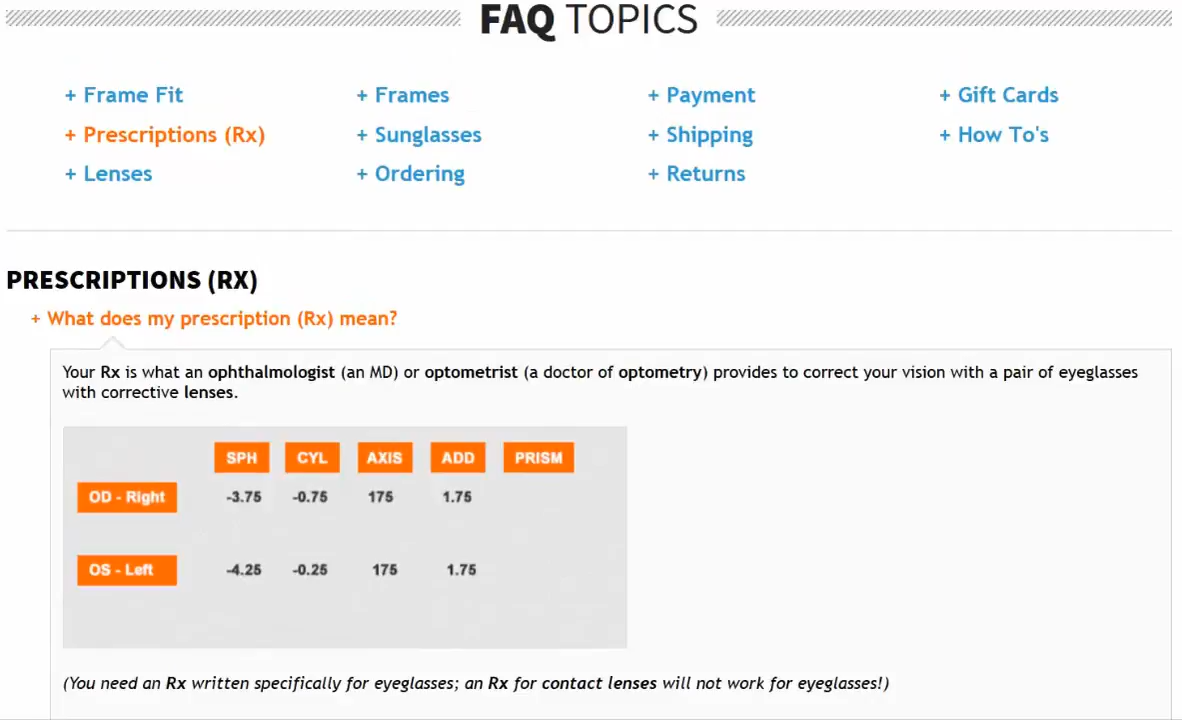 FAQ TOPICS
+ Frame Fit + Frames + Payment + Gift Cards
+ Prescriptions (Rx) + Sunglasses + Shipping + How To's
+ Lenses + Ordering + Returns
PRESCRIPTIONS (RX)
+ What does my prescription (Rx) mean?
Your Rx is what an ophthalmologist (an MD) or optometrist (a doctor of optometry) provides to correct your vision with a pair of eyeglasses
with corrective lenses.
SPH CYL AXIS ADD PRISM
OD - Right -3.75 -0.75 175 1.75
OS - Left -4.25 -0.25 175 1.75
(You need an Rx written specifically for eyeglasses; an Rx for contact lenses will not work for eyeglasses!)